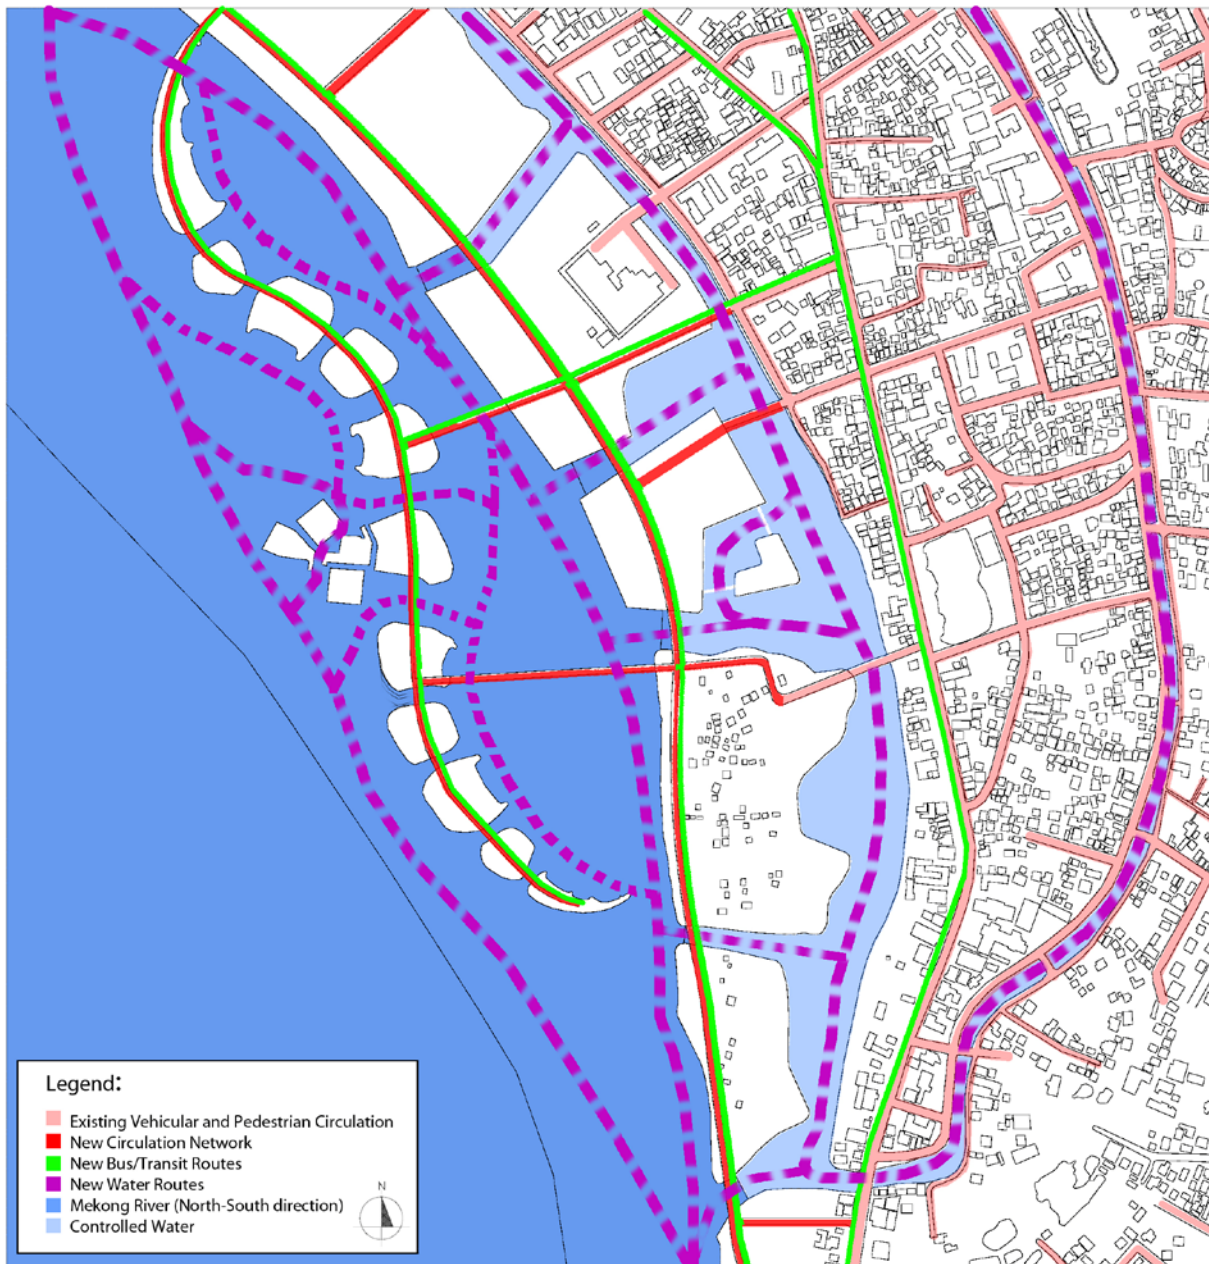 Legend:
Existing Vehicular and Pedestrian Circulation
New Circulation Network
New Bus/Transit Routes
New Water Routes
Mekong River (North-South direction)
Controlled Water
N